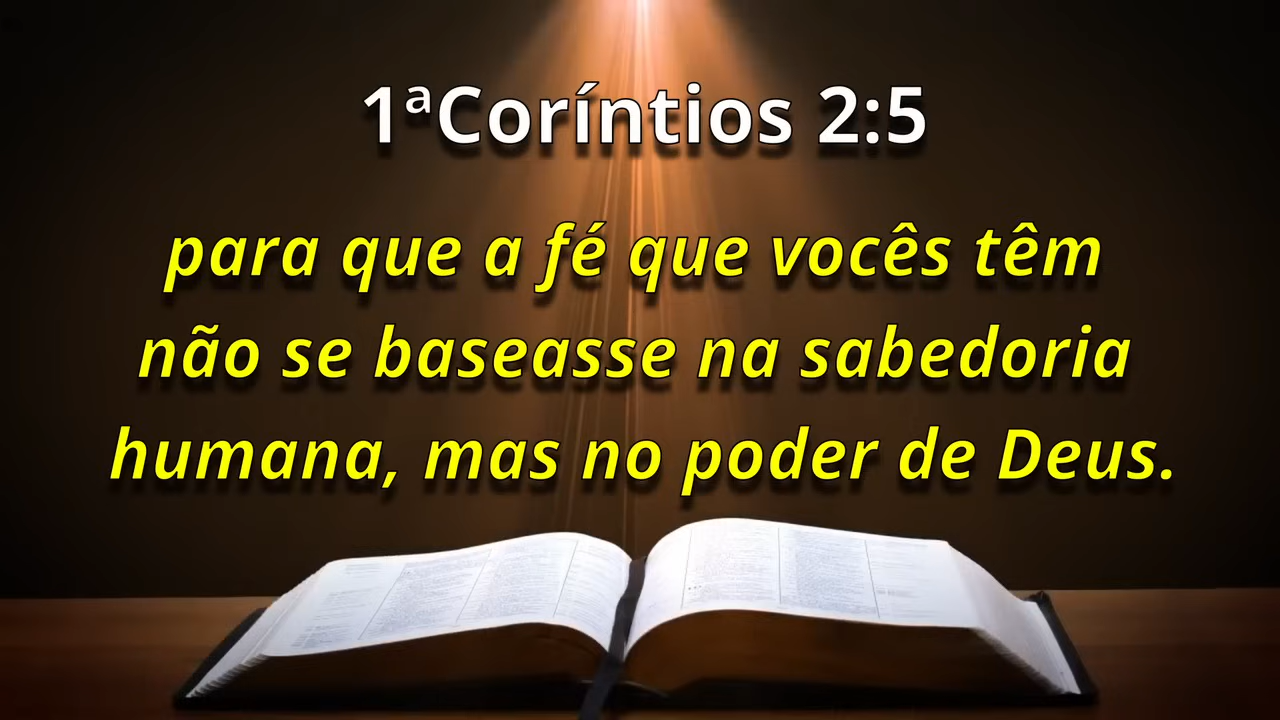 1ªCoríntios 2:5
para que a fé que vocês têm
não se baseasse na sabedoria
humana, mas no poder de Deus.